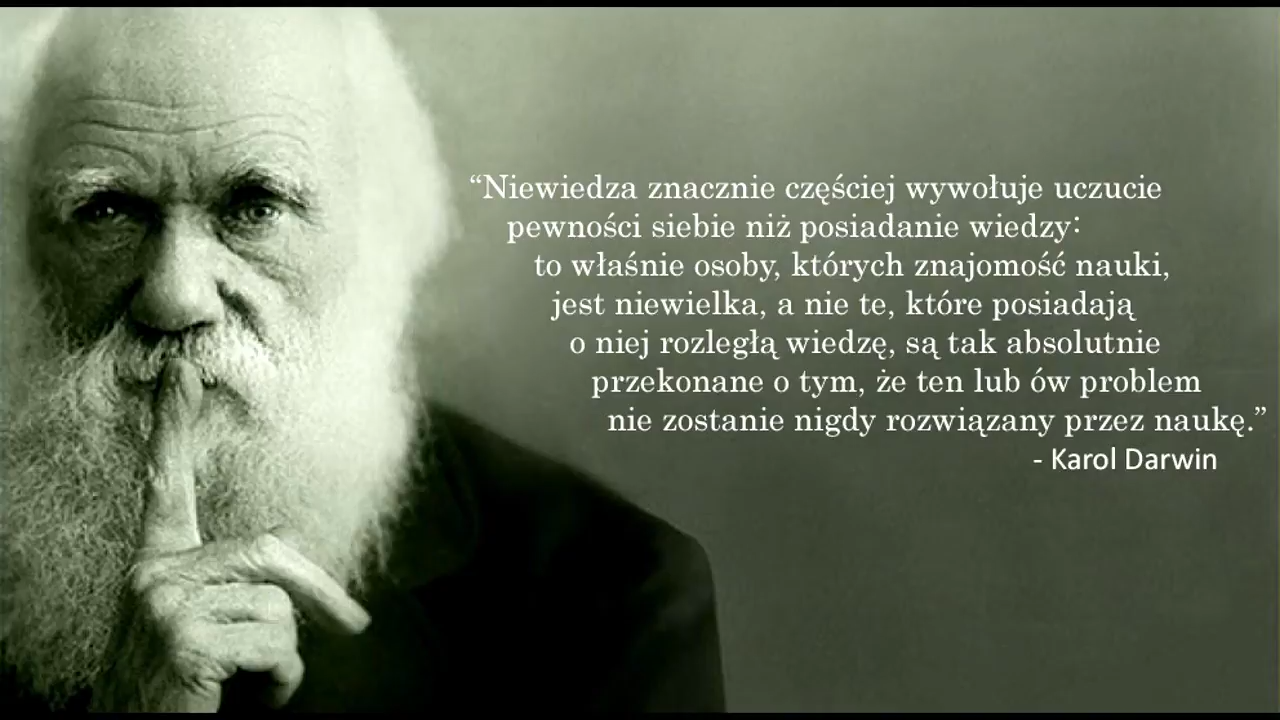 “Niewiedza znacznie częściej wywołuje uczucie
pewności siebie niż posiadanie wiedzy:
to właśnie osoby, których znajomość nauki,
jest niewielka, a nie te, które posiadają
o niej rozległą wiedzę, są tak absolutnie
przekonane o tym, że ten lub ów problem
nie zostanie nigdy rozwiązany przez naukę.”
- Karol Darwin